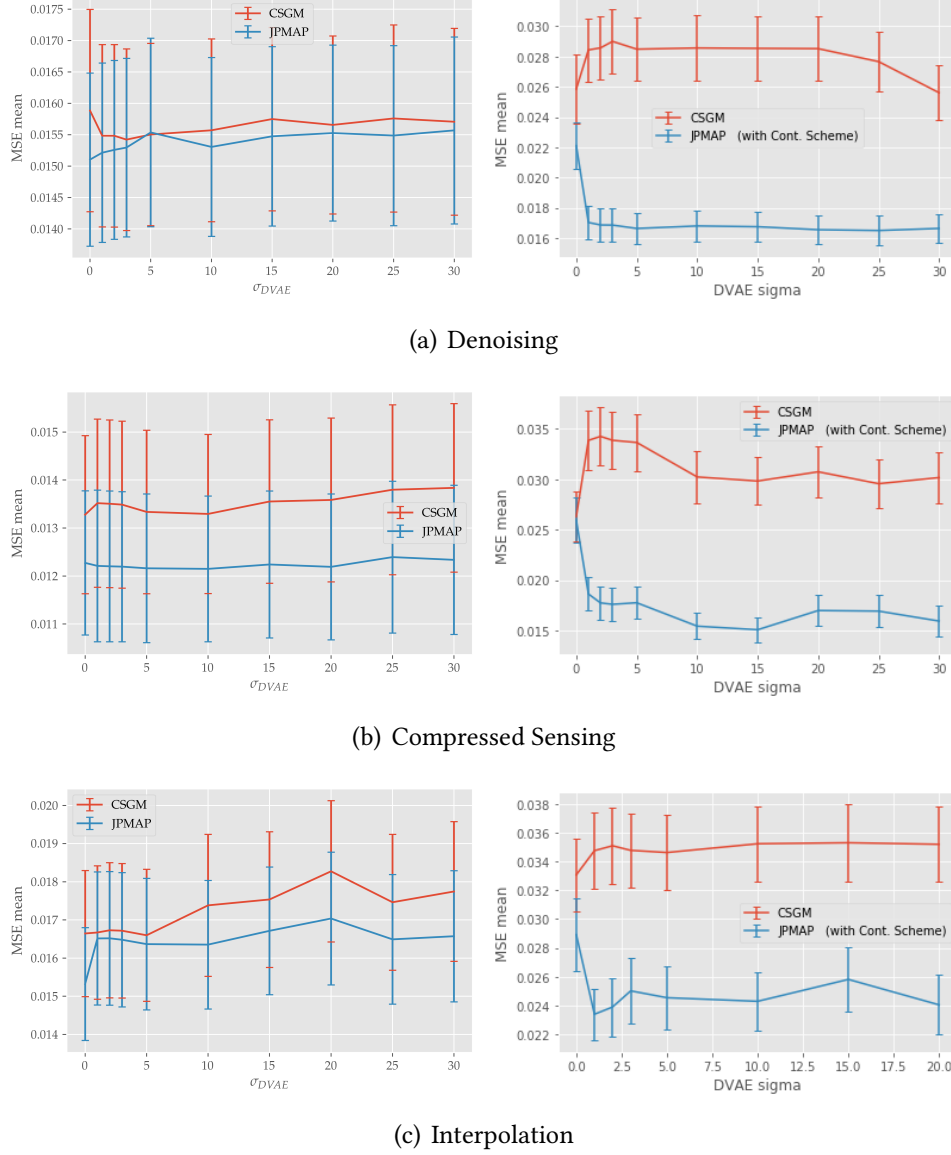 0.0175
0.0170
0.0165
0.0160
0.0155
0.0150
0.0145
0.0140
MSE mean
CSGM
JPMAP
0 5 10 15 20 25 30
σDVAE
0.030
0.028
0.026
0.024
0.022
0.020
0.018
0.016
MSE mean
CSGM
JPMAP (with Cont. Scheme)
0 5 10 15 20 25 30
DVAE sigma
(a) Denoising
0.015
0.014
0.013
0.012
0.011
MSE mean
CSGM
JPMAP
0 5 10 15 20 25 30
σDVAE
0.035
0.030
0.025
0.020
0.015
MSE mean
CSGM
JPMAP (with Cont. Scheme)
0 5 10 15 20 25 30
DVAE sigma
(b) Compressed Sensing
0.020
0.019
0.018
0.017
0.016
0.015
0.014
MSE mean
CSGM
JPMAP
0 5 10 15 20 25 30
σDVAE
0.038
0.036
0.034
0.032
0.030
0.028
0.026
0.024
0.022
MSE mean
CSGM
JPMAP (with Cont. Scheme)
0.0 2.5 5.0 7.5 10.0 12.5 15.0 17.5 20.0
DVAE sigma
(c) Interpolation